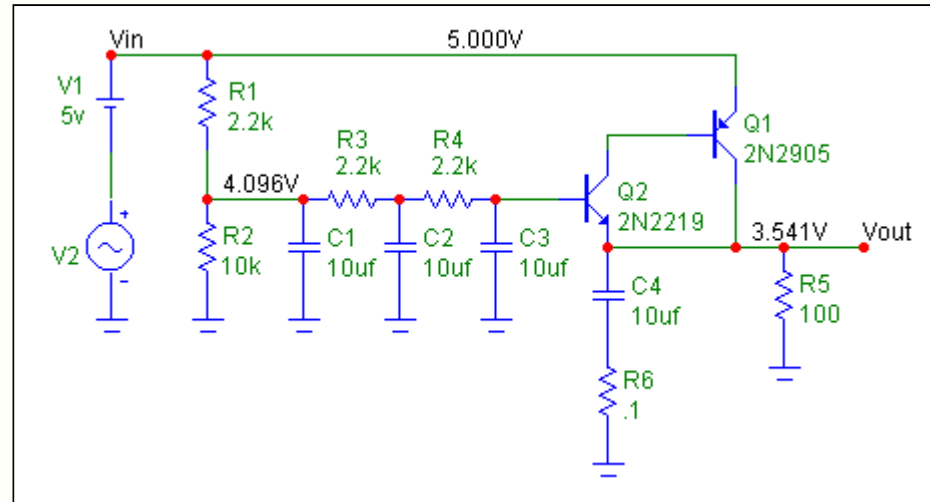 Vin
5.000V
V1
5v
R1
2.2k
R3
2.2k
R4
2.2k
Q1
2N2905
4.096V
Q2
2N2219
3.541V
Vout
V2
+
-
R2
10k
C1
10uf
C2
10uf
C3
10uf
C4
10uf
R5
100
R6
.1